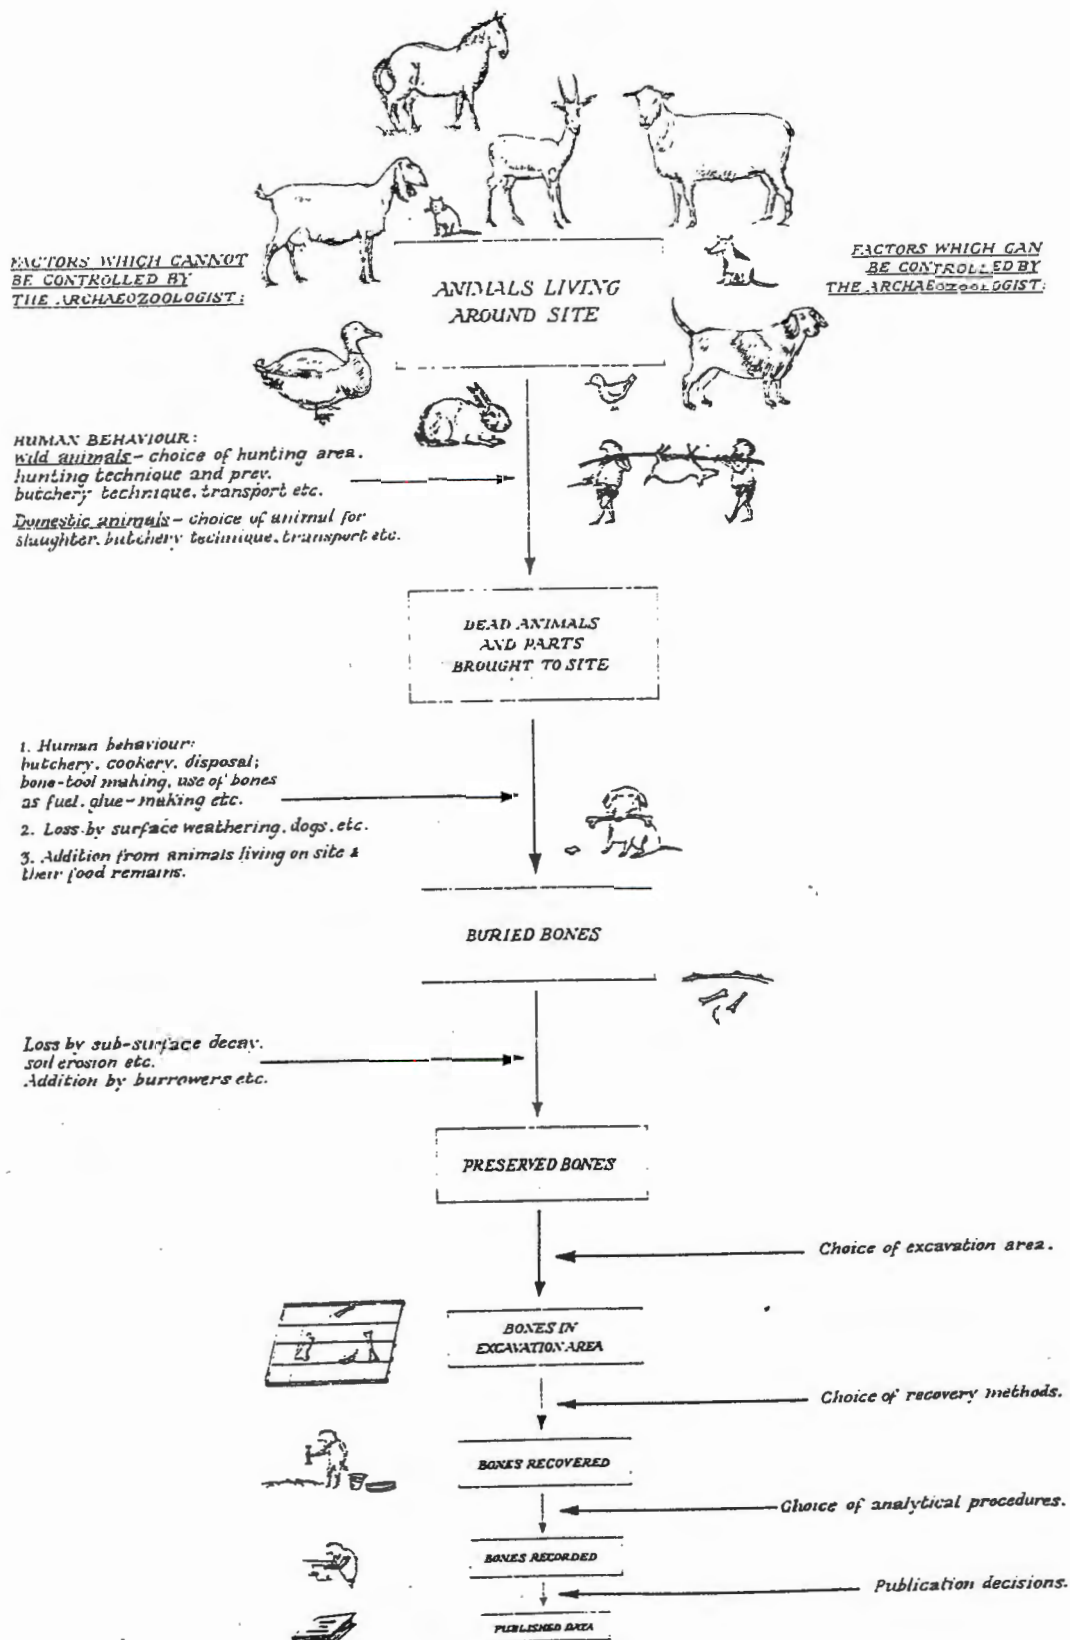 FACTORS WHICH CANNOT
BE CONTROLLED BY
THE ARCHAEOZOOLOGIST:
FACTORS WHICH CAN
BE CONTROLLED BY
THE ARCHAEOZOOLOGIST:
ANIMALS LIVING
AROUND SITE
HUMAN BEHAVIOUR:
Wild animals – choice of hunting area,
hunting technique and prey,
butchery technique, transport etc.
Domestic animals – choice of animal for
slaughter, butchery technique, transport etc.
DEAD ANIMALS
AND PARTS
BROUGHT TO SITE
1. Human behaviour:
butchery, cookery, disposal;
bone-tool making, use of bones
as fuel, glue-making etc.
2. Loss by surface weathering, dogs, etc.
3. Addition from animals living on site &
their food remains.
BURIED BONES
Loss by sub-surface decay,
soil erosion etc.
Addition by burrowers etc.
PRESERVED BONES
Choice of excavation area.
BONES IN
EXCAVATION AREA
Choice of recovery methods.
BONES RECOVERED
Choice of analytical procedures.
BONES RECORDED
Publication decisions.
PUBLISHED DATA